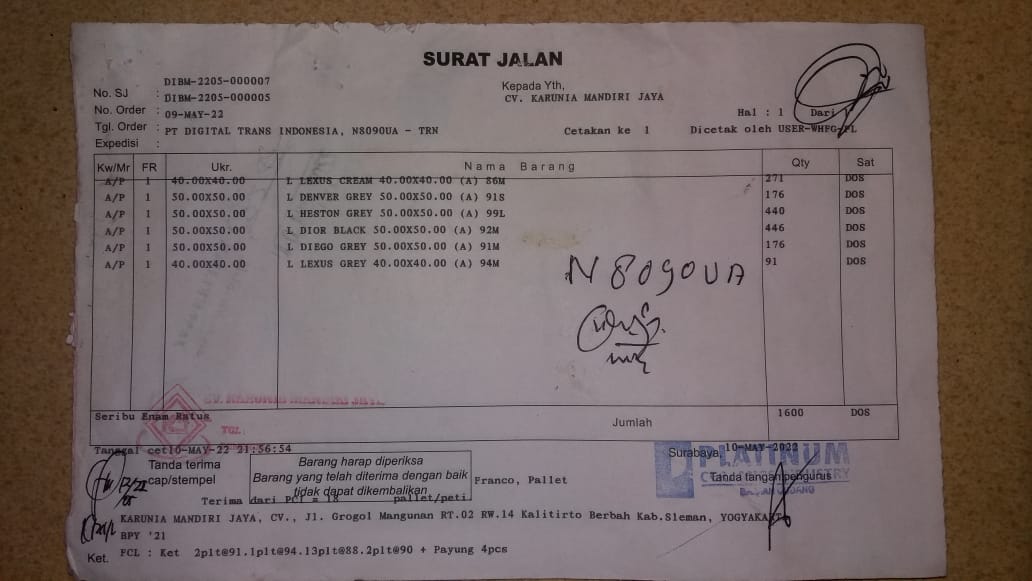 SURAT JALAN
No. SJ : DIBM-2205-000007
No. Order : DIBM-2205-000005
Tgl. Order : 09-MAY-22
Expedisi : PT DIGITAL TRANS INDONESIA, N8090UA - TRN
Kepada Yth,
CV. KARUNIA MANDIRI JAYA
Hal : 1 Dari
Cetakan ke 1 Dicetak oleh USER-WHFG-PL
Kw/Mr FR Ukr. Nama Barang Qty Sat
A/P 1 40.00X40.00 L LEXUS CREAM 40.00X40.00 (A) 86M 271 DOS
A/P 1 50.00X50.00 L DENVER GREY 50.00X50.00 (A) 91S 176 DOS
A/P 1 50.00X50.00 L HESTON GREY 50.00X50.00 (A) 99L 440 DOS
A/P 1 50.00X50.00 L DIOR BLACK 50.00X50.00 (A) 92M 446 DOS
A/P 1 50.00X50.00 L DIEGO GREY 50.00X50.00 (A) 91M 176 DOS
A/P 1 40.00X40.00 L LEXUS GREY 40.00X40.00 (A) 94M 91 DOS
N 8090UA
CV. KARUNIA MANDIRI JAYA
TGL:
Seribu Enam Ratus
Jumlah 1600 DOS
Tanggal cet10-MAY-22 21:56:54
Surabaya, 10-MAY-2022
PLATINUM
Tanda terima
cap/stempel
Barang harap diperiksa
Barang yang telah diterima dengan baik
tidak dapat dikembalikan
Franco, Pallet
Tanda tangan pengurus
Terima dari PCI = 18 pallet/peti
KARUNIA MANDIRI JAYA, CV., Jl. Grogol Mangunan RT.02 RW.14 Kalitirto Berbah Kab.Sleman, YOGYAKARTA
BPY '21
Ket. FCL : Ket 2plt@91.1plt@94.13plt@88.2plt@90 + Payung 4pcs